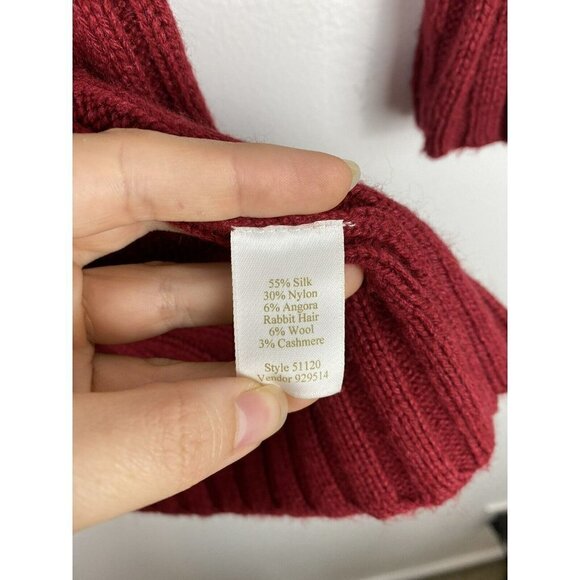 55% Silk
30% Nylon
6% Angora
Rabbit Hair
6% Wool
3% Cashmere
Style 51120
Vendor 929514